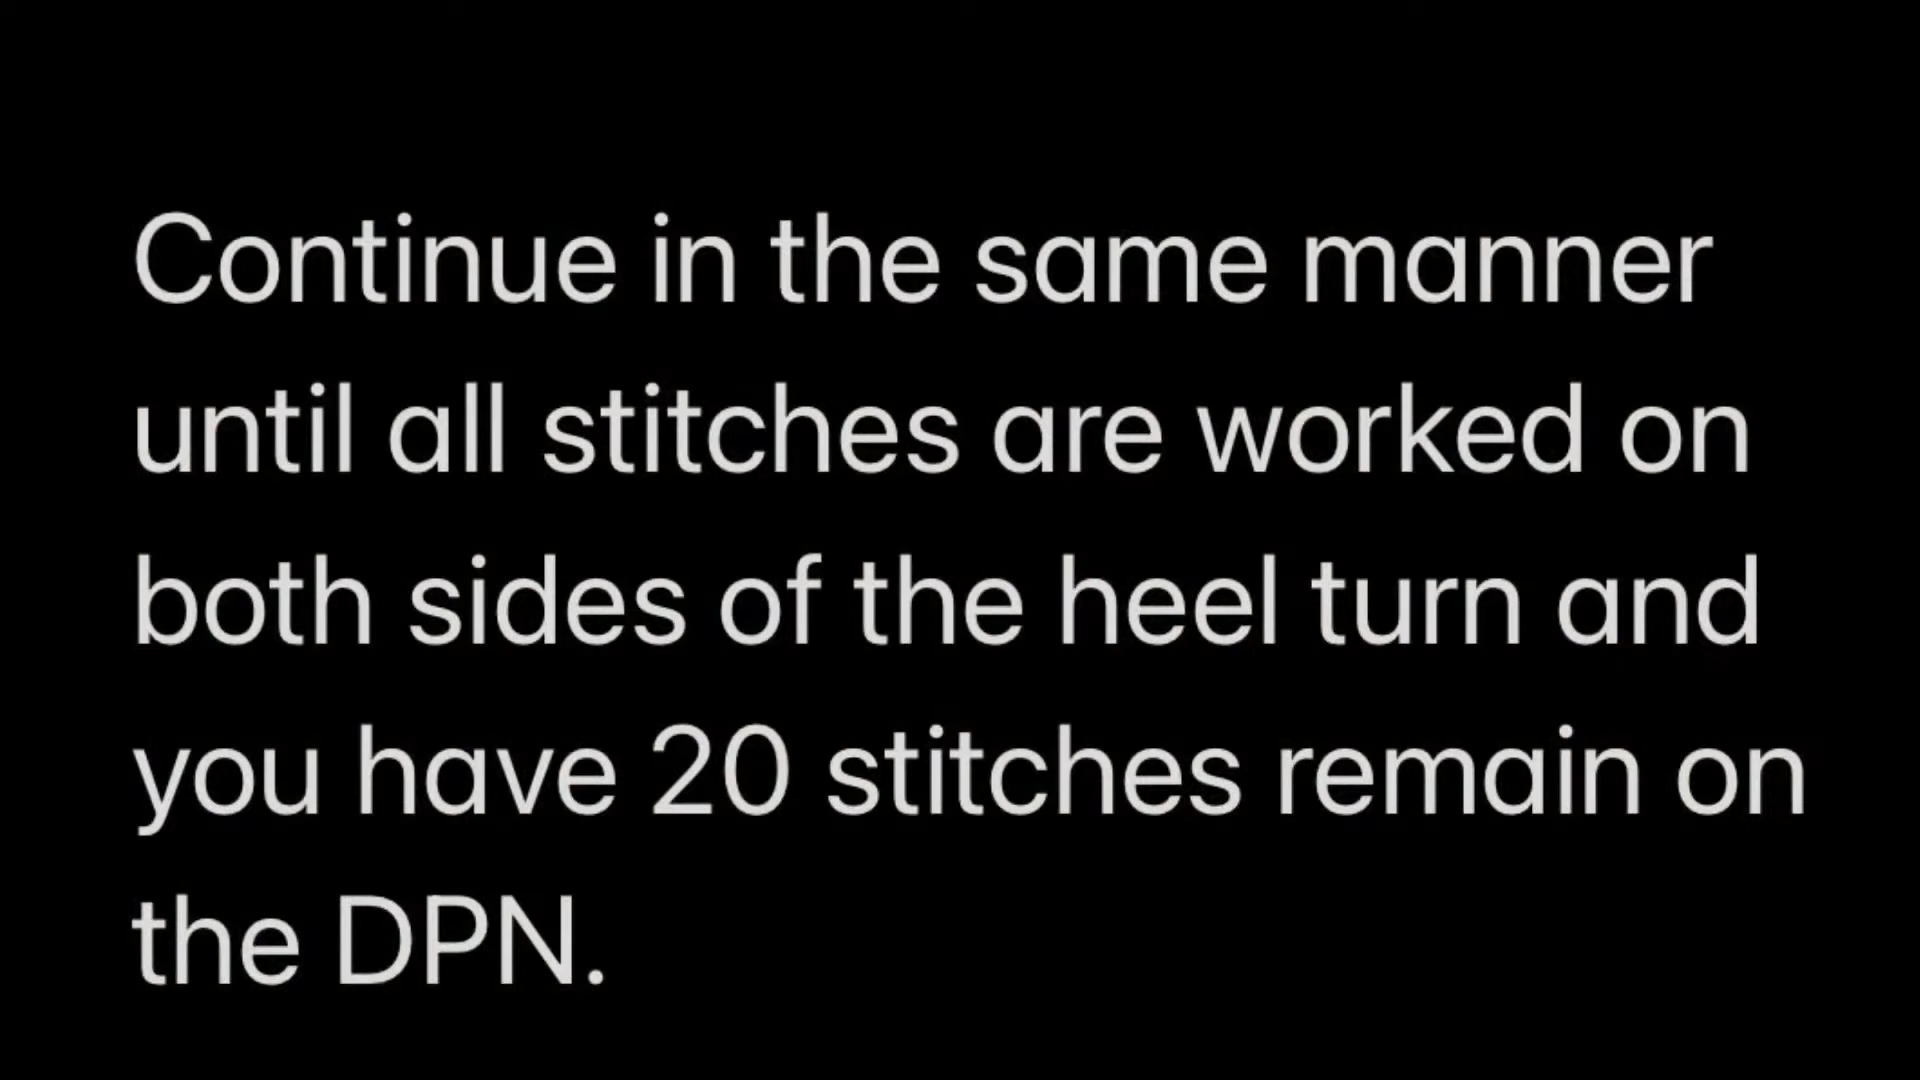 Continue in the same manner
until all stitches are worked on
both sides of the heel turn and
you have 20 stitches remain on
the DPN.